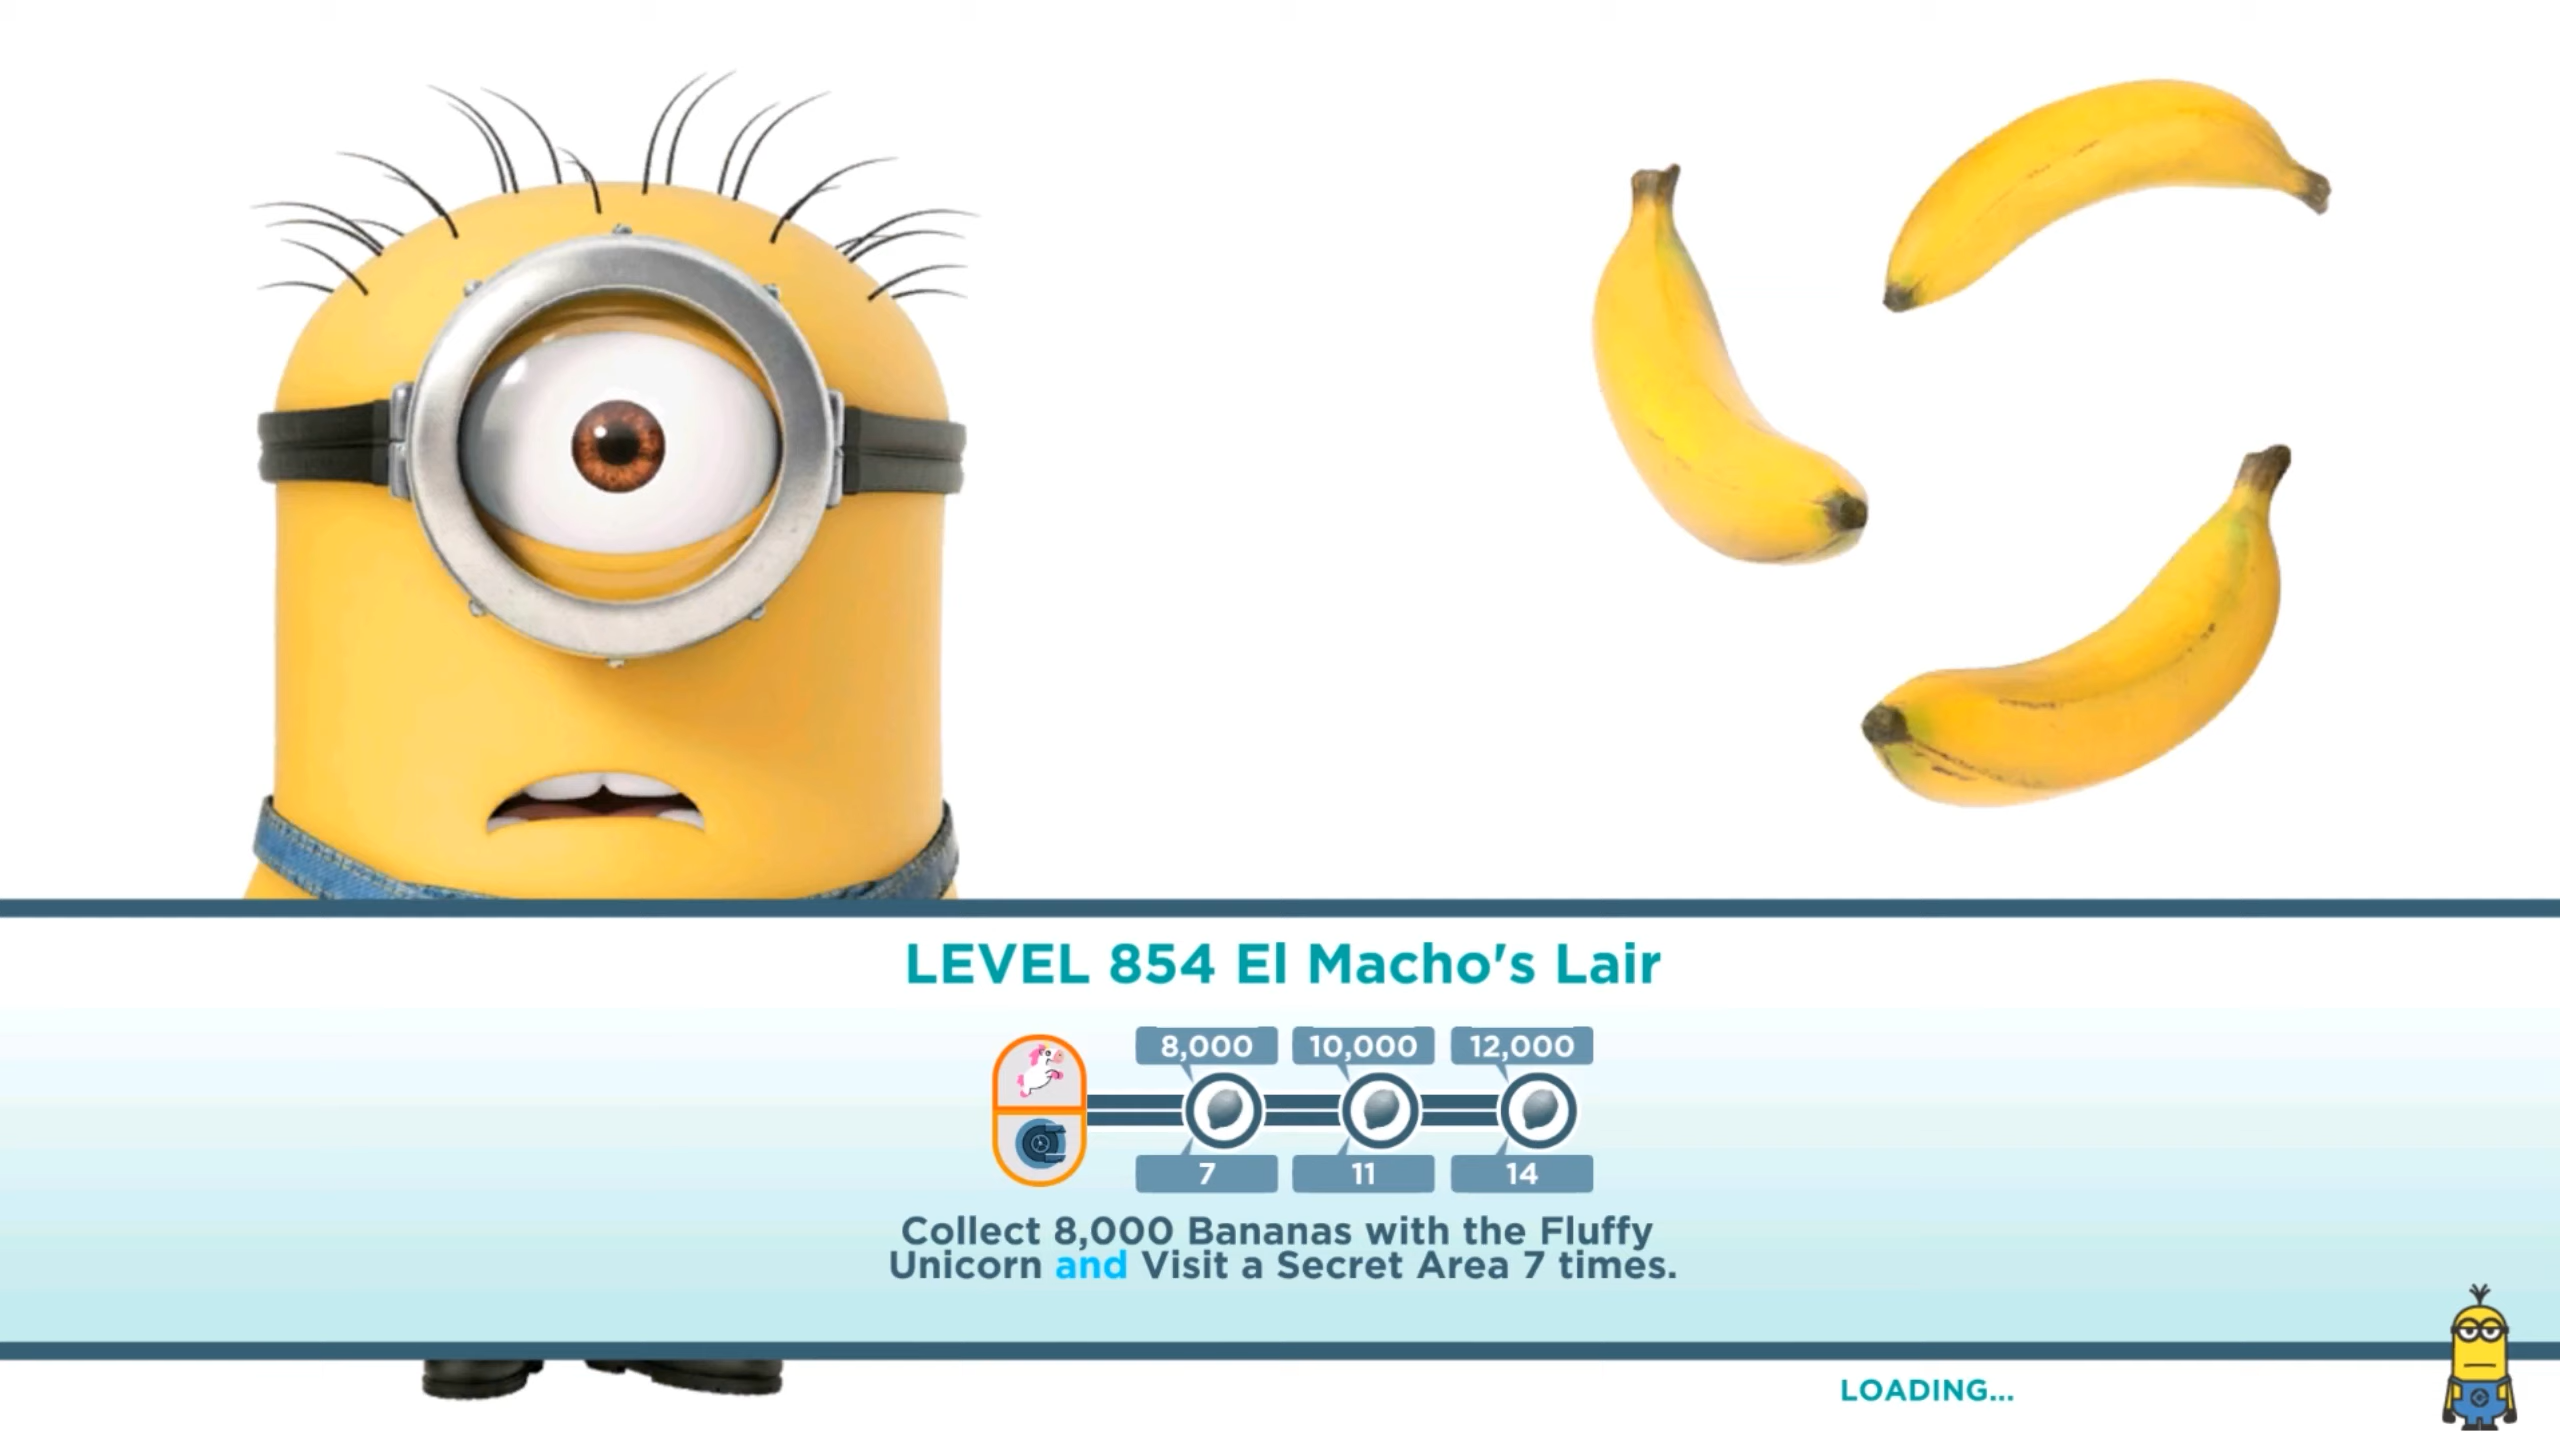 LEVEL 854 El Macho's Lair
8,000 10,000 12,000
7 11 14
Collect 8,000 Bananas with the Fluffy
Unicorn and Visit a Secret Area 7 times.
LOADING...